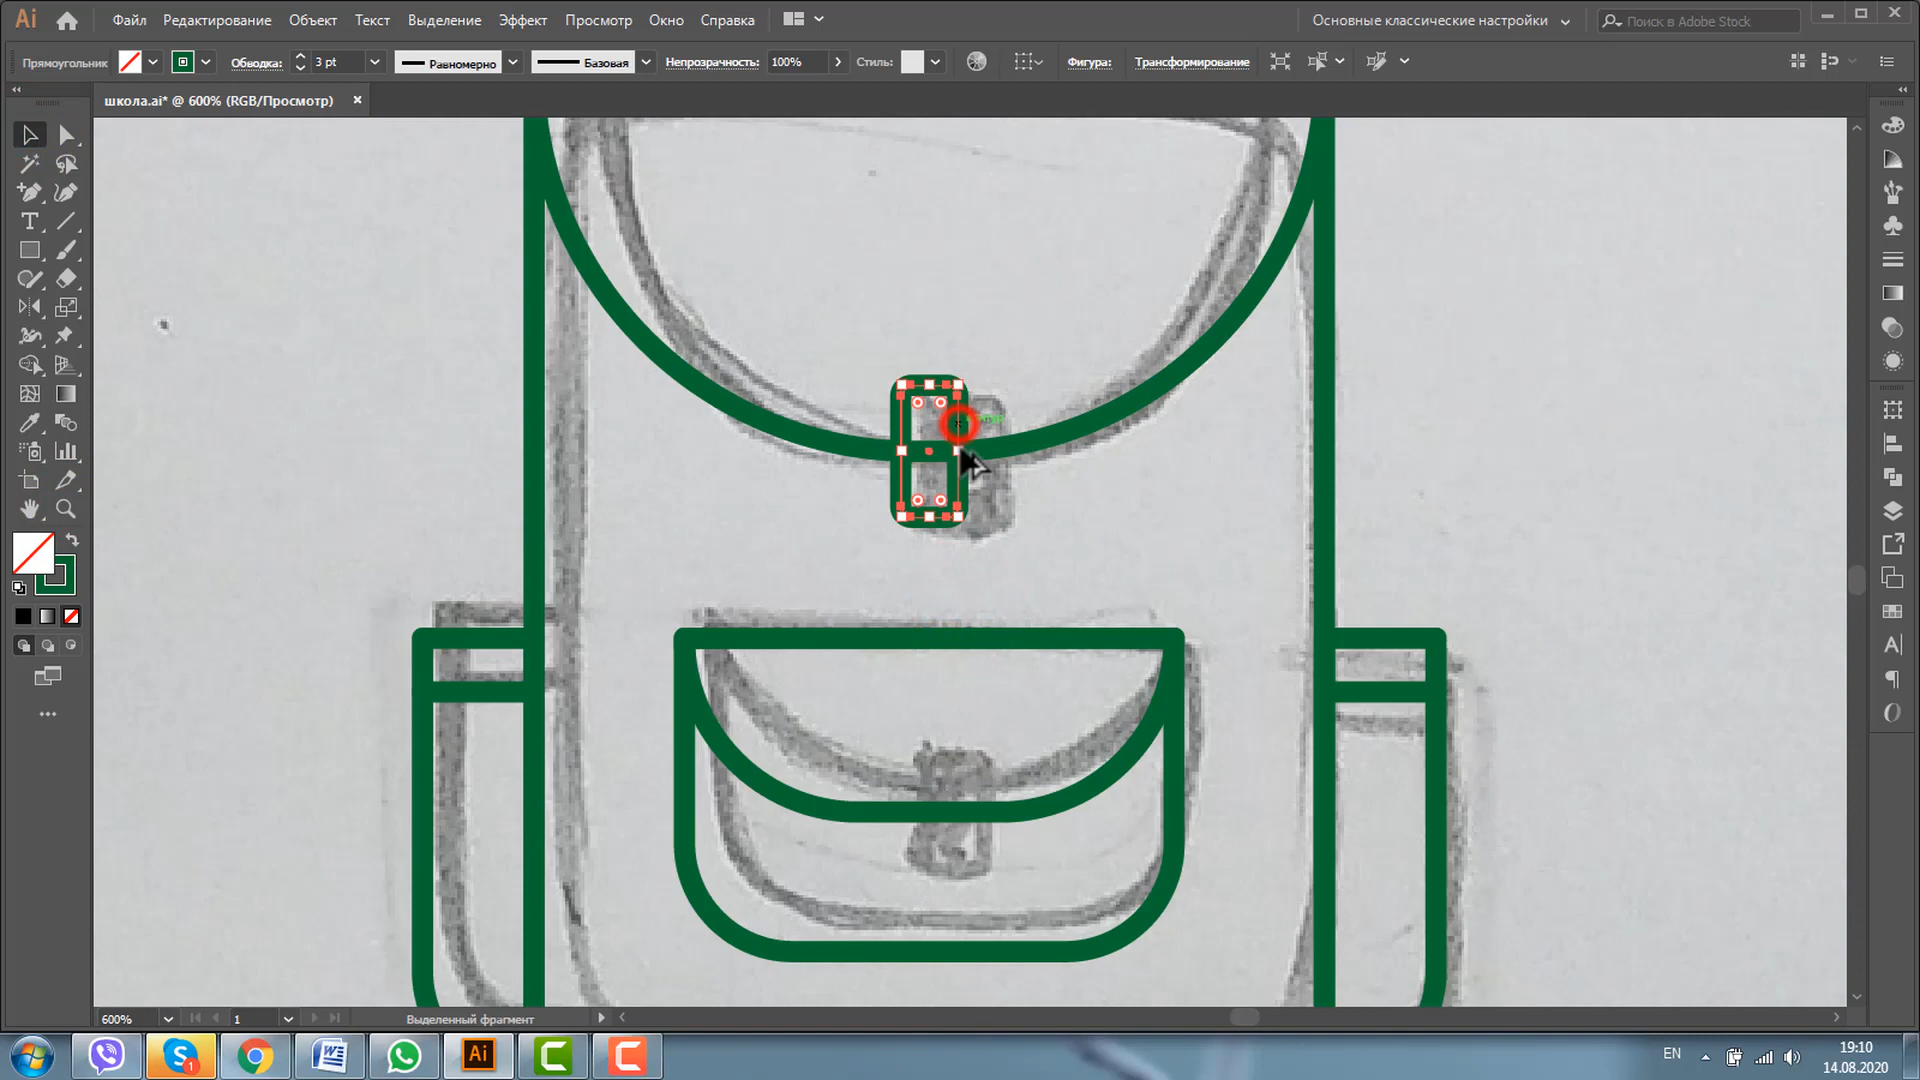 Ai Файл Редактирование Объект Текст Выделение Эффект Просмотр Окно Справка Основные классические настройки Поиск в Adobe Stock
Прямоугольник Обводка: 3 pt Равномерно Базовая Непрозрачность: 100% Стиль: Фигура: Трансформирование
школа.ai* @ 600% (RGB/Просмотр)
600% 1 Выделенный фрагмент
1 Ai EN 19:10
14.08.2020